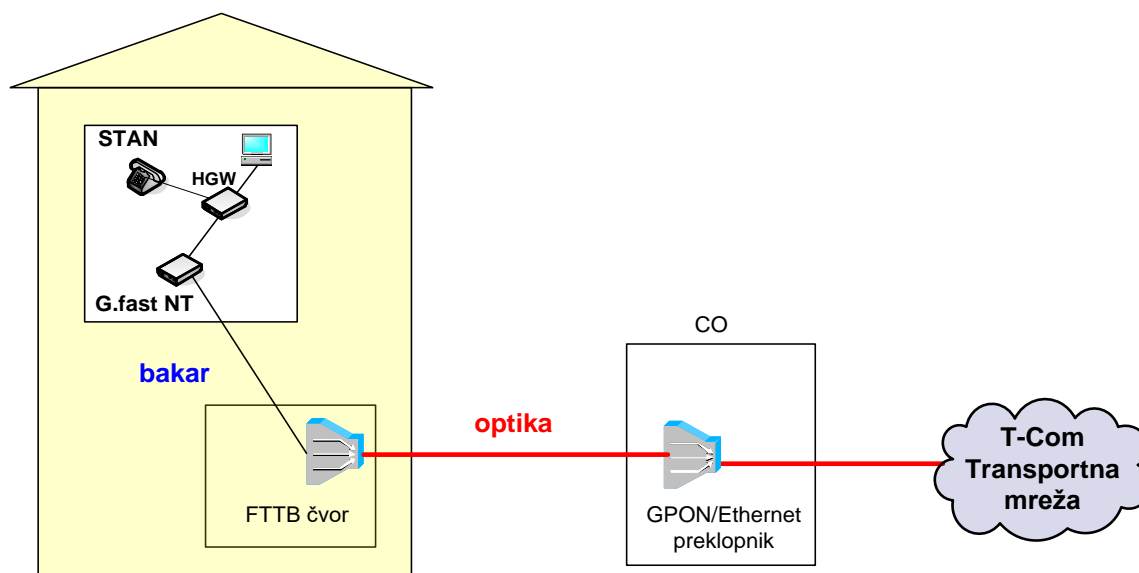 STAN
HGW
G.fast NT
bakar
FTTB čvor
optika
CO
GPON/Ethernet
preklopnik
T-Com
Transportna
mreža